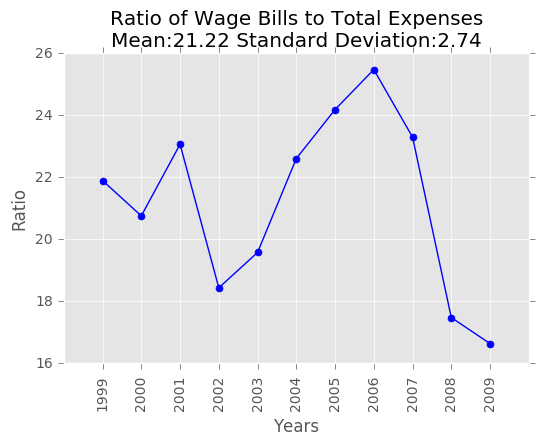 Ratio of Wage Bills to Total Expenses
Mean:21.22 Standard Deviation:2.74
26
24
22
20
18
16
Ratio
1999 2000 2001 2002 2003 2004 2005 2006 2007 2008 2009
Years